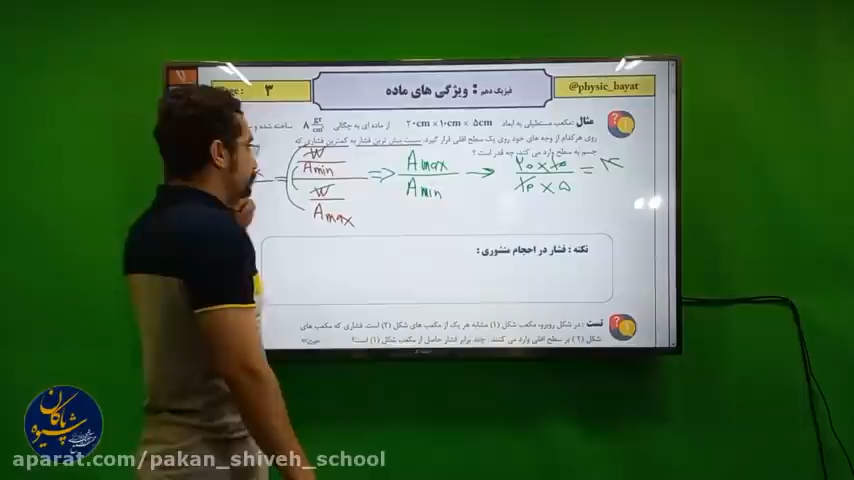 Page : ۳
فیزیک دهم : ویژگی های ماده
@physic_bayat
مثال : مکعب مستطیلی به ابعاد ۲۰cm×۱۰cm×۵cm از ماده ای به چگالی ۸ gr/cm³ ساخته شده و
روی هرکدام از وجه های خود روی یک سطح افقی قرار گیرد. نسبت بیش ترین فشار به کمترین فشاری که
جسم به سطح وارد می کند، چه قدر است ؟
= W/Amin / W/Amax => Amax/Amin → ۲۰×۱۰/۱۰×۵ = ۴
نکته : فشار در احجام منشوری :
تست : در شکل روبرو، مکعب شکل (۱) مشابه هر یک از مکعب های شکل (۲) است. فشاری که مکعب های
شکل (۲) بر سطح افقی وارد می کنند . چند برابر فشار حاصل از مکعب شکل (۱) است؟
پاکان
شیوه
aparat.com/pakan_shiveh_school